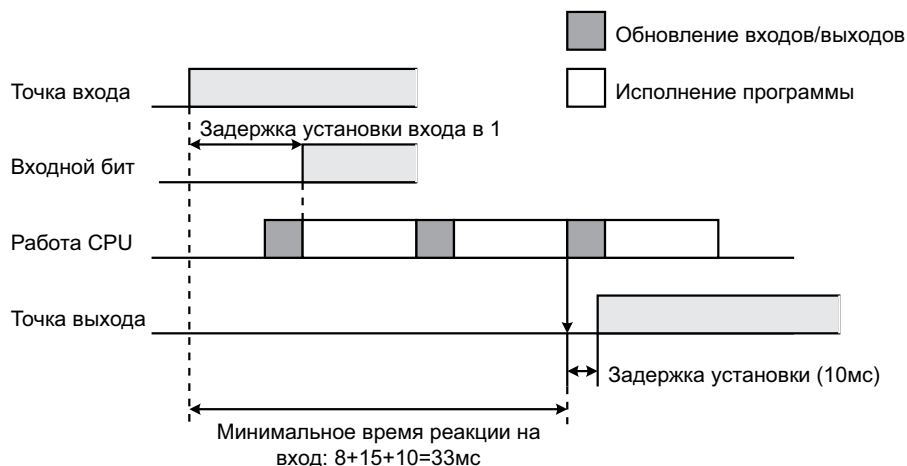 Обновление входов/выходов
Исполнение программы
Точка входа
Задержка установки входа в 1
Входной бит
Работа CPU
Точка выхода
Задержка установки (10мс)
Минимальное время реакции на
вход: 8+15+10=33мс